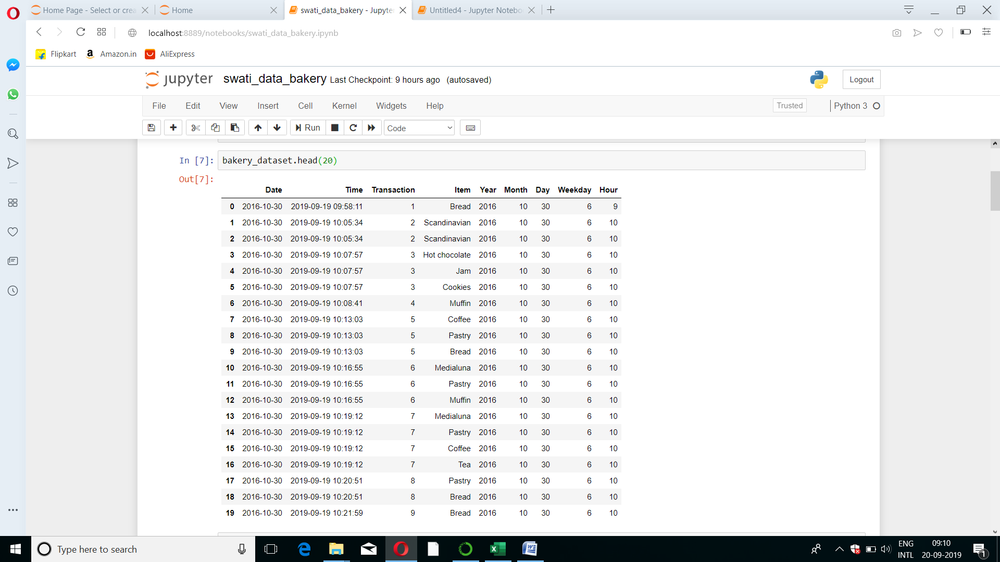 Home Page - Select or crea
Home
swati_data_bakery - Jupyter
Untitled4 - Jupyter Notebo
localhost:8889/notebooks/swati_data_bakery.ipynb
Flipkart
Amazon.in
AliExpress
jupyter swati_data_bakery Last Checkpoint: 9 hours ago (autosaved)
Logout
File Edit View Insert Cell Kernel Widgets Help
Trusted
Python 3
Run
Code
In [7]: bakery_dataset.head(20)
Out[7]:
Date Time Transaction Item Year Month Day Weekday Hour
0 2016-10-30 2019-09-19 09:58:11 1 Bread 2016 10 30 6 9
1 2016-10-30 2019-09-19 10:05:34 2 Scandinavian 2016 10 30 6 10
2 2016-10-30 2019-09-19 10:05:34 2 Scandinavian 2016 10 30 6 10
3 2016-10-30 2019-09-19 10:07:57 3 Hot chocolate 2016 10 30 6 10
4 2016-10-30 2019-09-19 10:07:57 3 Jam 2016 10 30 6 10
5 2016-10-30 2019-09-19 10:07:57 3 Cookies 2016 10 30 6 10
6 2016-10-30 2019-09-19 10:08:41 4 Muffin 2016 10 30 6 10
7 2016-10-30 2019-09-19 10:13:03 5 Coffee 2016 10 30 6 10
8 2016-10-30 2019-09-19 10:13:03 5 Pastry 2016 10 30 6 10
9 2016-10-30 2019-09-19 10:13:03 5 Bread 2016 10 30 6 10
10 2016-10-30 2019-09-19 10:16:55 6 Medialuna 2016 10 30 6 10
11 2016-10-30 2019-09-19 10:16:55 6 Pastry 2016 10 30 6 10
12 2016-10-30 2019-09-19 10:16:55 6 Muffin 2016 10 30 6 10
13 2016-10-30 2019-09-19 10:19:12 7 Medialuna 2016 10 30 6 10
14 2016-10-30 2019-09-19 10:19:12 7 Pastry 2016 10 30 6 10
15 2016-10-30 2019-09-19 10:19:12 7 Coffee 2016 10 30 6 10
16 2016-10-30 2019-09-19 10:19:12 7 Tea 2016 10 30 6 10
17 2016-10-30 2019-09-19 10:20:51 8 Pastry 2016 10 30 6 10
18 2016-10-30 2019-09-19 10:20:51 8 Bread 2016 10 30 6 10
19 2016-10-30 2019-09-19 10:21:59 9 Bread 2016 10 30 6 10
Type here to search
ENG
INTL
09:10
20-09-2019
1